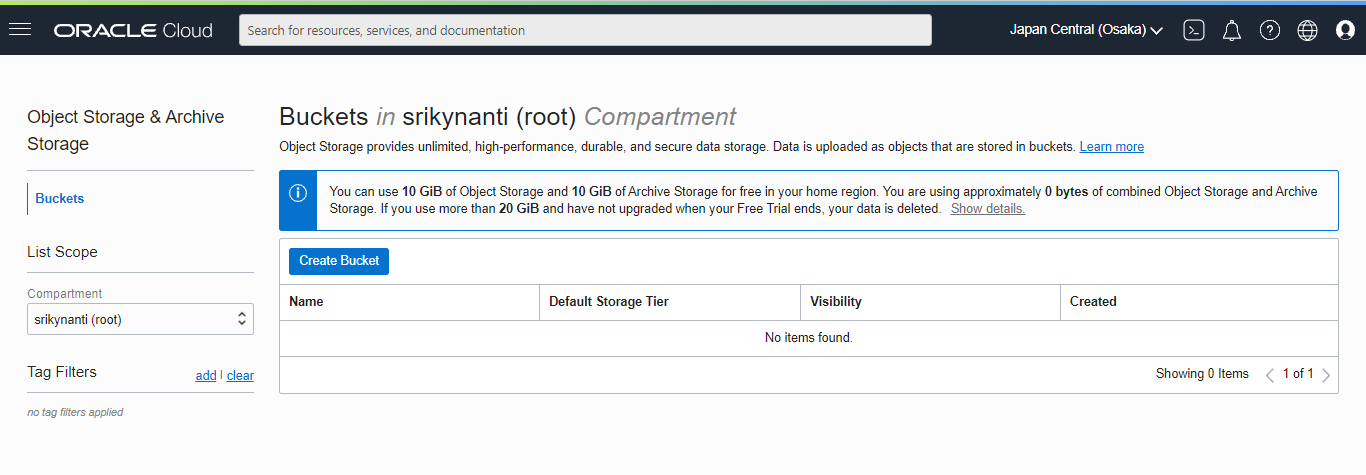 ORACLE Cloud
Search for resources, services, and documentation
Japan Central (Osaka)
Object Storage & Archive
Storage
Buckets
List Scope
Compartment
srikynanti (root)
Tag Filters
add | clear
no tag filters applied
Buckets in srikynanti (root) Compartment
Object Storage provides unlimited, high-performance, durable, and secure data storage. Data is uploaded as objects that are stored in buckets. Learn more
You can use 10 GiB of Object Storage and 10 GiB of Archive Storage for free in your home region. You are using approximately 0 bytes of combined Object Storage and Archive
Storage. If you use more than 20 GiB and have not upgraded when your Free Trial ends, your data is deleted. Show details.
Create Bucket
Name Default Storage Tier Visibility Created
No items found.
Showing 0 Items 1 of 1